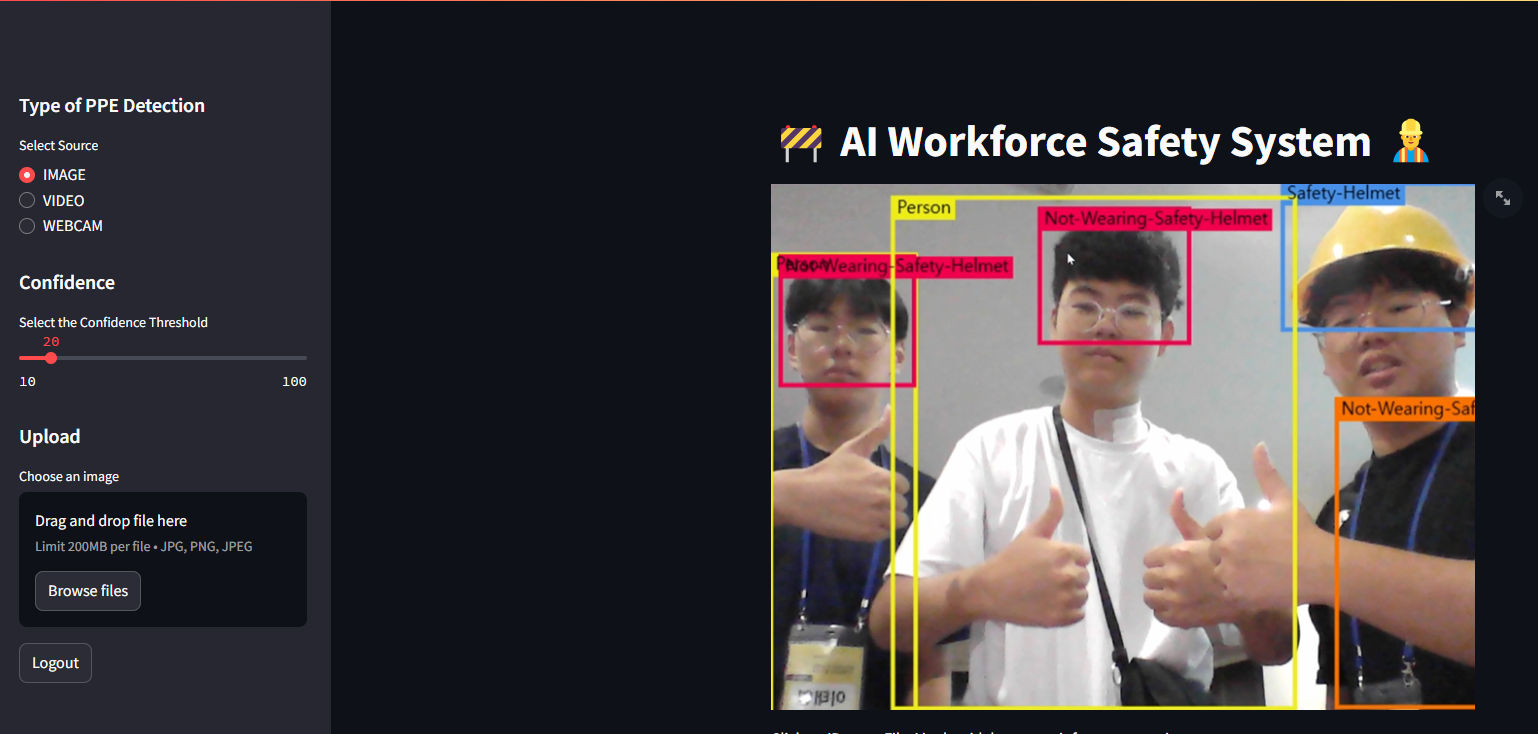 Type of PPE Detection
Select Source
IMAGE
VIDEO
WEBCAM
Confidence
Select the Confidence Threshold
20
10 100
Upload
Choose an image
Drag and drop file here
Limit 200MB per file • JPG, PNG, JPEG
Browse files
Logout
🚧 AI Workforce Safety System 👷
Safety-Helmet
Person
Not-Wearing-Safety-Helmet
Person
Not-Wearing-Safety-Helmet
Not-Wearing-Saf